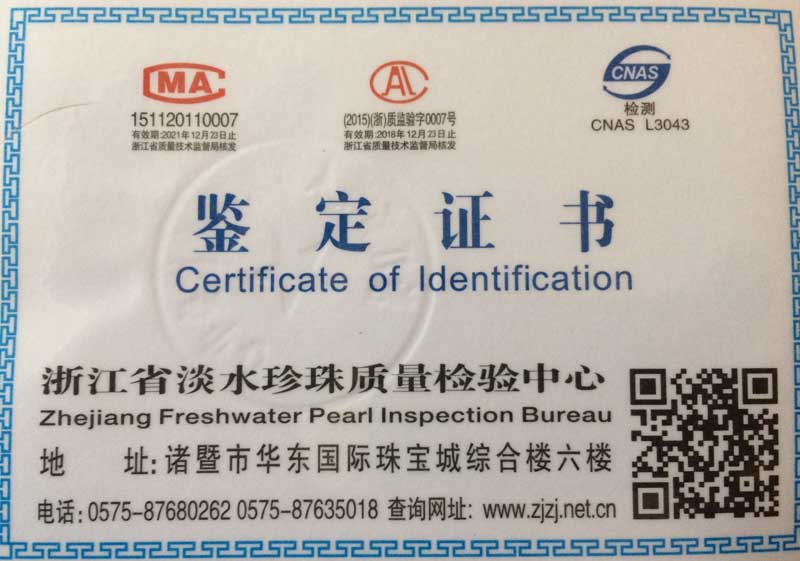 CMA
151120110007
有效期:2021年12月23日止
浙江省质量技术监督局核发
CAL
(2015)(浙)质监验字0007号
有效期:2018年12月23日止
浙江省质量技术监督局核发
CNAS
检测
CNAS L3043
鉴定证书
Certificate of Identification
浙江省淡水珍珠质量检验中心
Zhejiang Freshwater Pearl Inspection Bureau
地 址:诸暨市华东国际珠宝城综合楼六楼
电话:0575-87680262 0575-87635018 查询网址: www.zjzj.net.cn